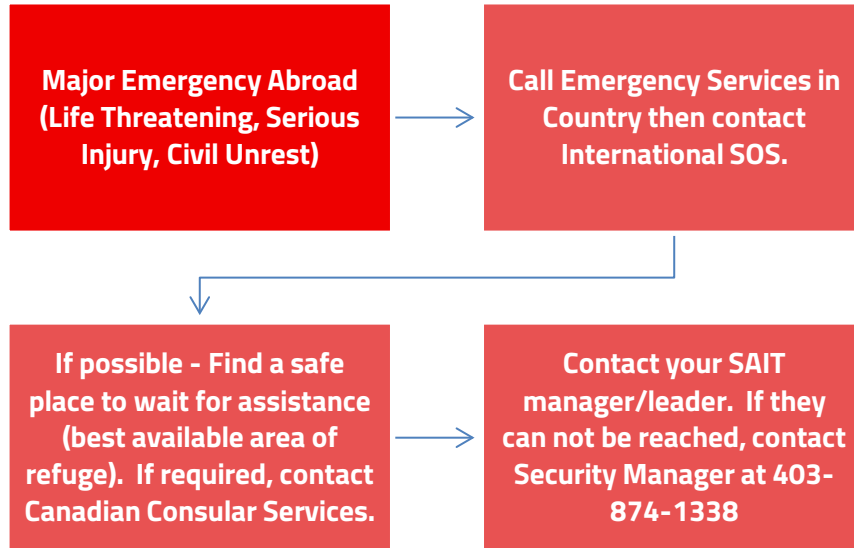 Major Emergency Abroad
(Life Threatening, Serious
Injury, Civil Unrest)
Call Emergency Services in
Country then contact
International SOS.
If possible - Find a safe
place to wait for assistance
(best available area of
refuge). If required, contact
Canadian Consular Services.
Contact your SAIT
manager/leader. If they
can not be reached, contact
Security Manager at 403-
874-1338